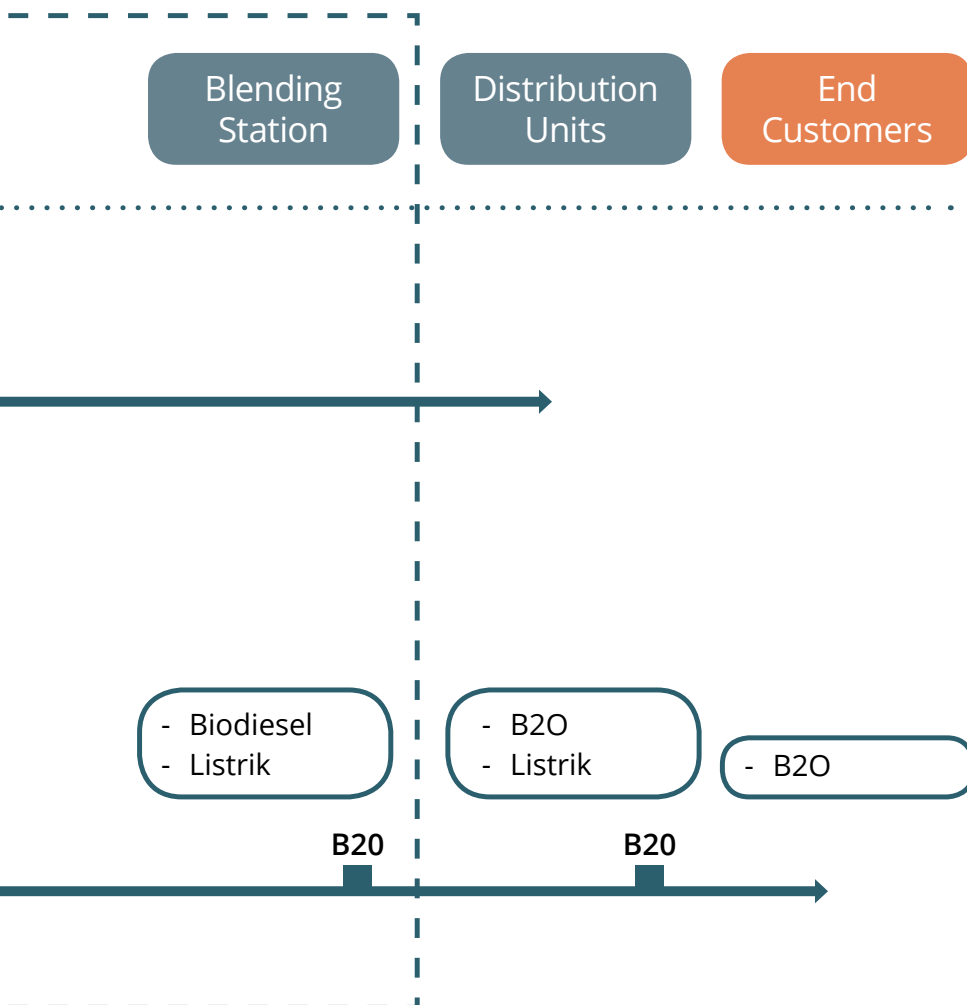 Blending
Station
Distribution
Units
End
Customers
- Biodiesel
- Listrik
- B2O
- Listrik
- B2O
B20
B20